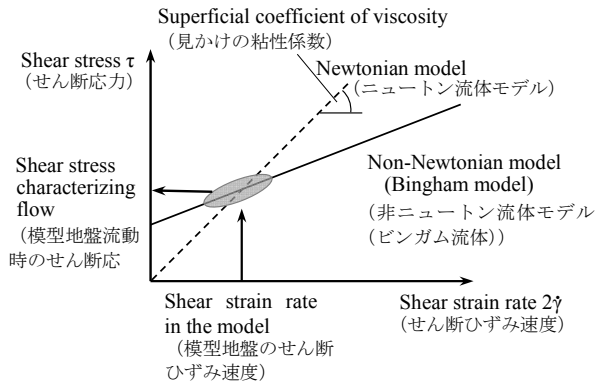 Superficial coefficient of viscosity
(見かけの粘性係数)
Shear stress τ
(せん断応力)
Newtonian model
(ニュートン流体モデル)
Shear stress
characterizing
flow
(模型地盤流動
時のせん断応
Non-Newtonian model
(Bingham model)
(非ニュートン流体モデル
(ビンガム流体))
Shear strain rate
in the model
(模型地盤のせん断
ひずみ速度)
Shear strain rate 2γ̇
(せん断ひずみ速度)